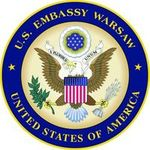 U.S. EMBASSY WARSAW
UNITED STATES OF AMERICA